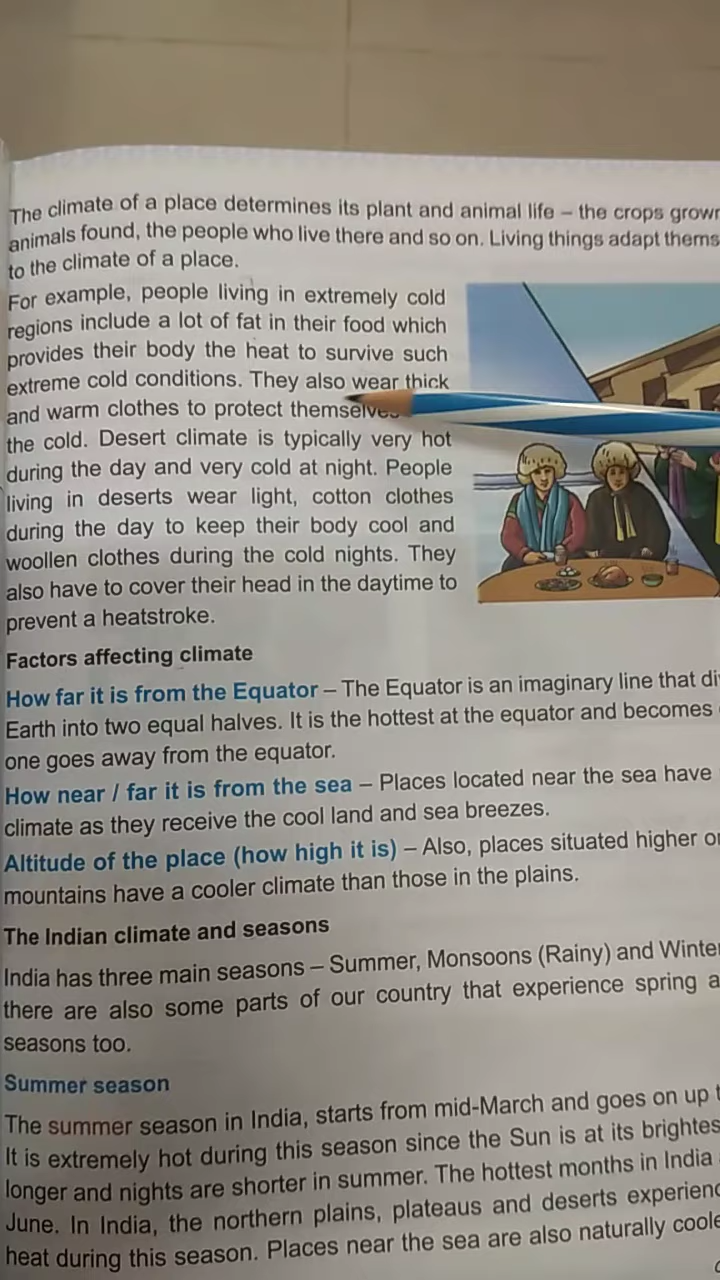 The climate of a place determines its plant and animal life – the crops grown
animals found, the people who live there and so on. Living things adapt
to the climate of a place.
For example, people living in extremely cold
regions include a lot of fat in their food which
provides their body the heat to survive such
extreme cold conditions. They also wear thick
and warm clothes to protect
the cold. Desert climate is typically very hot
during the day and very cold at night. People
living in deserts wear light, cotton clothes
during the day to keep their body cool and
woollen clothes during the cold nights. They
also have to cover their head in the daytime to
prevent a heatstroke.
Factors affecting climate
How far it is from the Equator – The Equator is an imaginary line that
Earth into two equal halves. It is the hottest at the equator and becomes
one goes away from the equator.
How near / far it is from the sea – Places located near the sea have
climate as they receive the cool land and sea breezes.
Altitude of the place (how high it is) – Also, places situated higher
mountains have a cooler climate than those in the plains.
The Indian climate and seasons
India has three main seasons – Summer, Monsoons (Rainy) and Winter
there are also some parts of our country that experience spring
seasons too.
Summer season
The summer season in India, starts from mid-March and goes on up
It is extremely hot during this season since the Sun is at its
longer and nights are shorter in summer. The hottest months in India
June. In India, the northern plains, plateaus and deserts
heat during this season. Places near the sea are also naturally